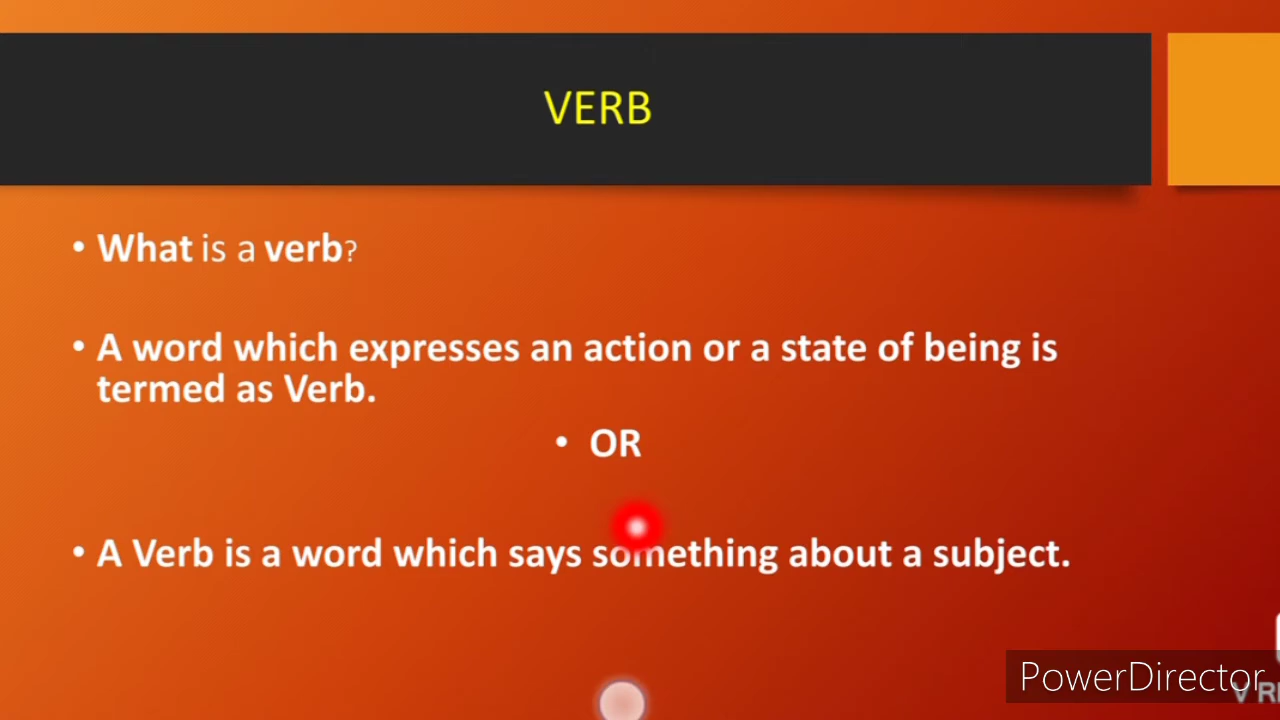 VERB
• What is a verb?
• A word which expresses an action or a state of being is
termed as Verb.
• OR
• A Verb is a word which says something about a subject.
PowerDirector